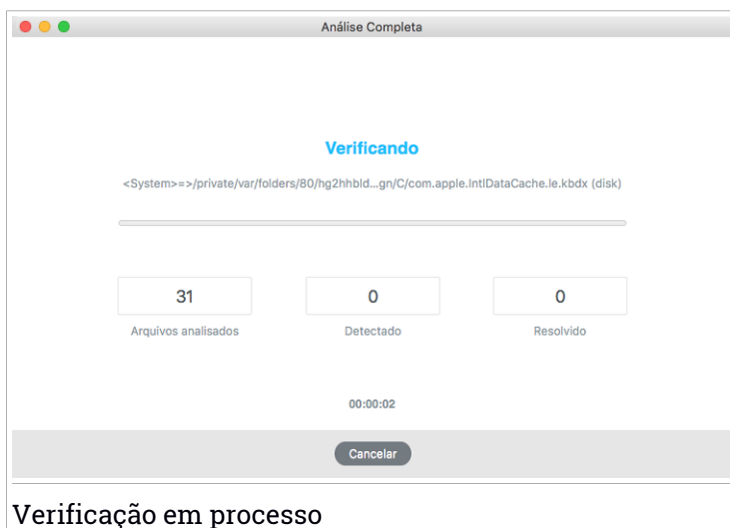 Análise Completa
Verificando
<System>=>/private/var/folders/80/hg2hhbld...gn/C/com.apple.IntlDataCache.le.kbdx (disk)
31
0
0
Arquivos analisados
Detectado
Resolvido
00:00:02
Cancelar
Verificação em processo